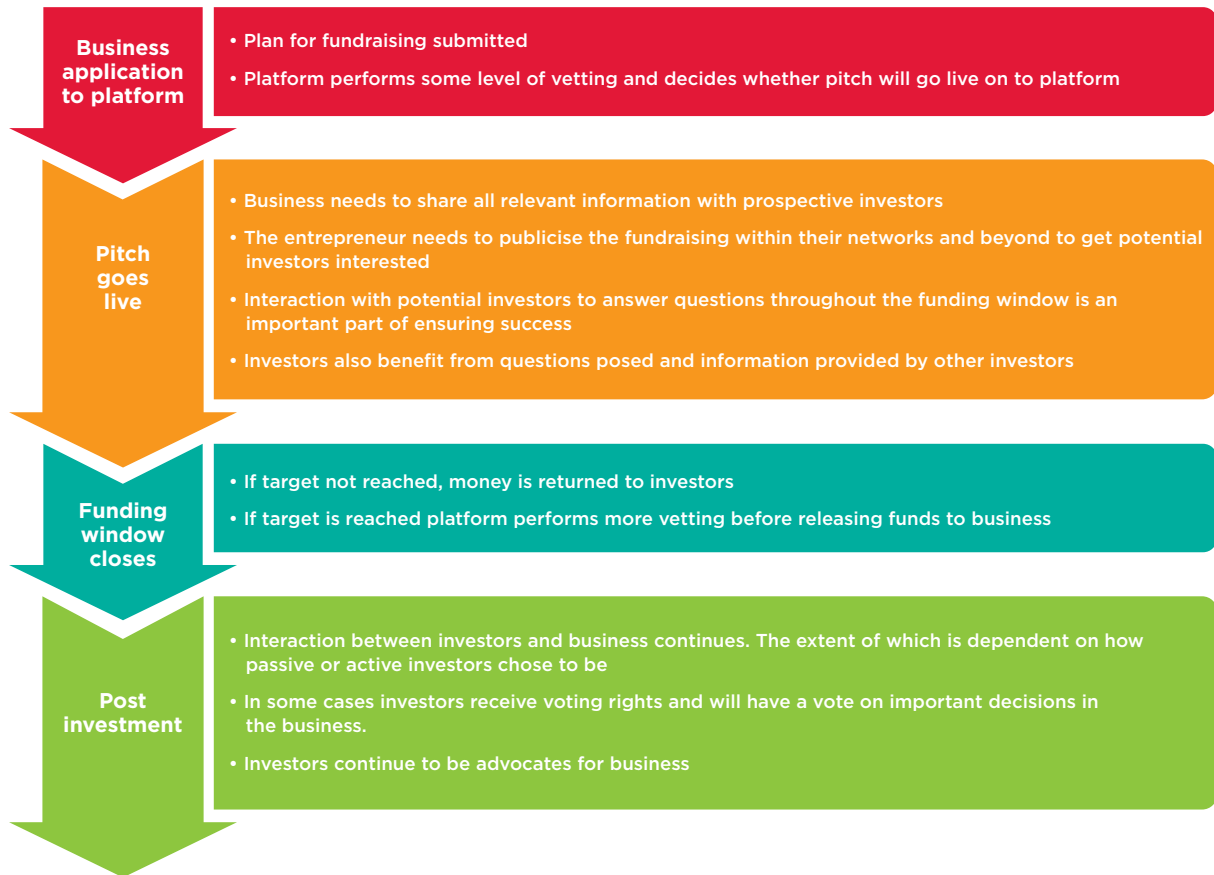 Business
application
to platform
• Plan for fundraising submitted
• Platform performs some level of vetting and decides whether pitch will go live on to platform
Pitch
goes
live
• Business needs to share all relevant information with prospective investors
• The entrepreneur needs to publicise the fundraising within their networks and beyond to get potential
investors interested
• Interaction with potential investors to answer questions throughout the funding window is an
important part of ensuring success
• Investors also benefit from questions posed and information provided by other investors
Funding
window
closes
• If target not reached, money is returned to investors
• If target is reached platform performs more vetting before releasing funds to business
Post
investment
• Interaction between investors and business continues. The extent of which is dependent on how
passive or active investors chose to be
• In some cases investors receive voting rights and will have a vote on important decisions in
the business.
• Investors continue to be advocates for business